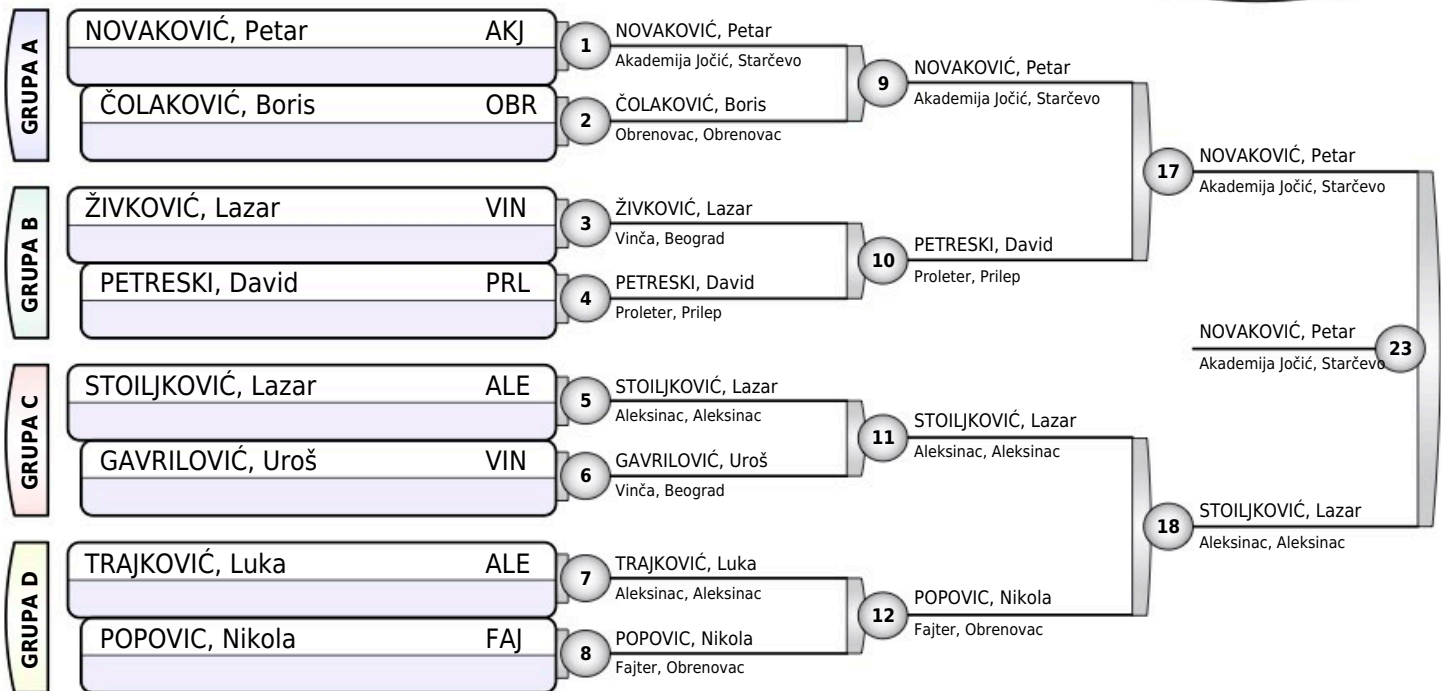 GRUPA A
NOVAKOVIĆ, Petar AKJ
ČOLAKOVIĆ, Boris OBR
GRUPA B
ŽIVKOVIĆ, Lazar VIN
PETRESKI, David PRL
GRUPA C
STOILJKOVIĆ, Lazar ALE
GAVRILOVIĆ, Uroš VIN
GRUPA D
TRAJKOVIĆ, Luka ALE
POPOVIC, Nikola FAJ
1
NOVAKOVIĆ, Petar
Akademija Jočić, Starčevo
2
ČOLAKOVIĆ, Boris
Obrenovac, Obrenovac
3
ŽIVKOVIĆ, Lazar
Vinča, Beograd
4
PETRESKI, David
Proleter, Prilep
5
STOILJKOVIĆ, Lazar
Aleksinac, Aleksinac
6
GAVRILOVIĆ, Uroš
Vinča, Beograd
7
TRAJKOVIĆ, Luka
Aleksinac, Aleksinac
8
POPOVIC, Nikola
Fajter, Obrenovac
9
NOVAKOVIĆ, Petar
Akademija Jočić, Starčevo
10
PETRESKI, David
Proleter, Prilep
11
STOILJKOVIĆ, Lazar
Aleksinac, Aleksinac
12
POPOVIC, Nikola
Fajter, Obrenovac
17
NOVAKOVIĆ, Petar
Akademija Jočić, Starčevo
18
STOILJKOVIĆ, Lazar
Aleksinac, Aleksinac
NOVAKOVIĆ, Petar
Akademija Jočić, Starčevo
23